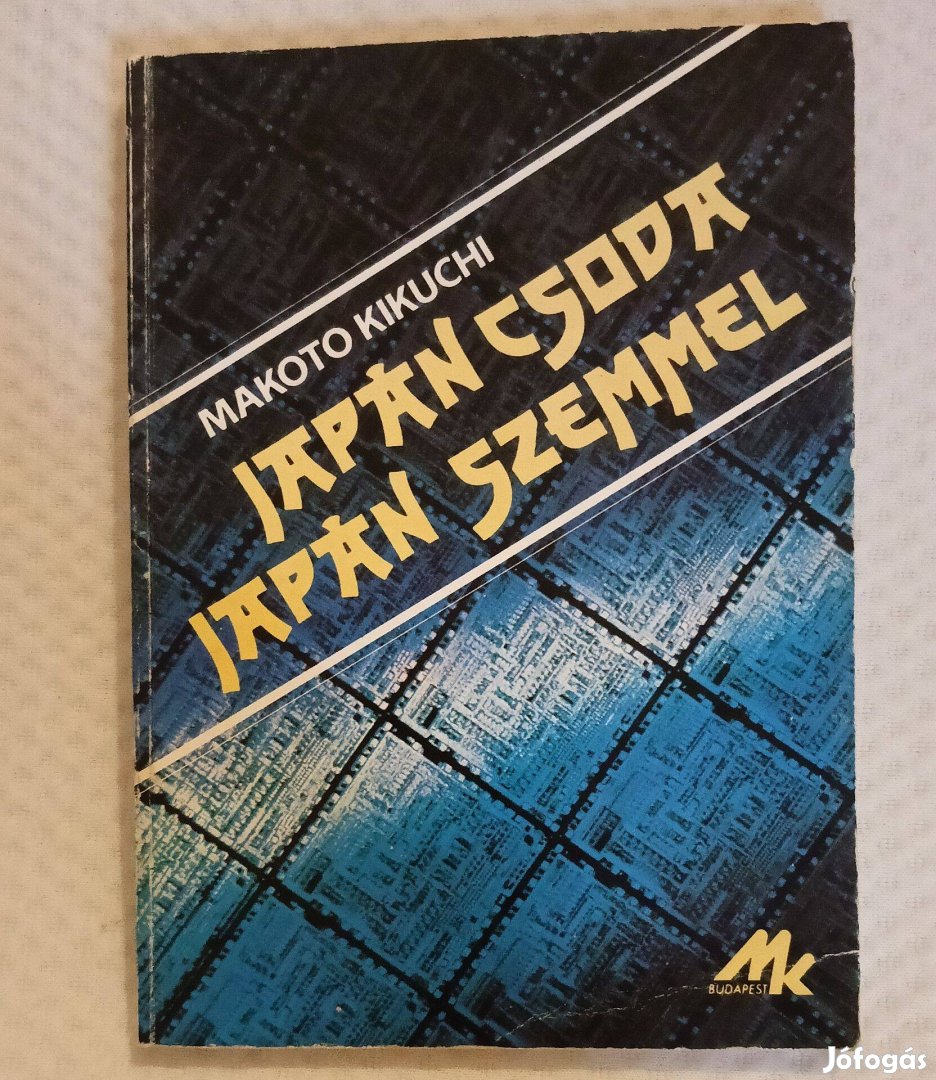 MAKOTO KIKUCHI
JAPÁN CSODA
JAPÁN SZEMMEL
MK
BUDAPEST
Jófogás